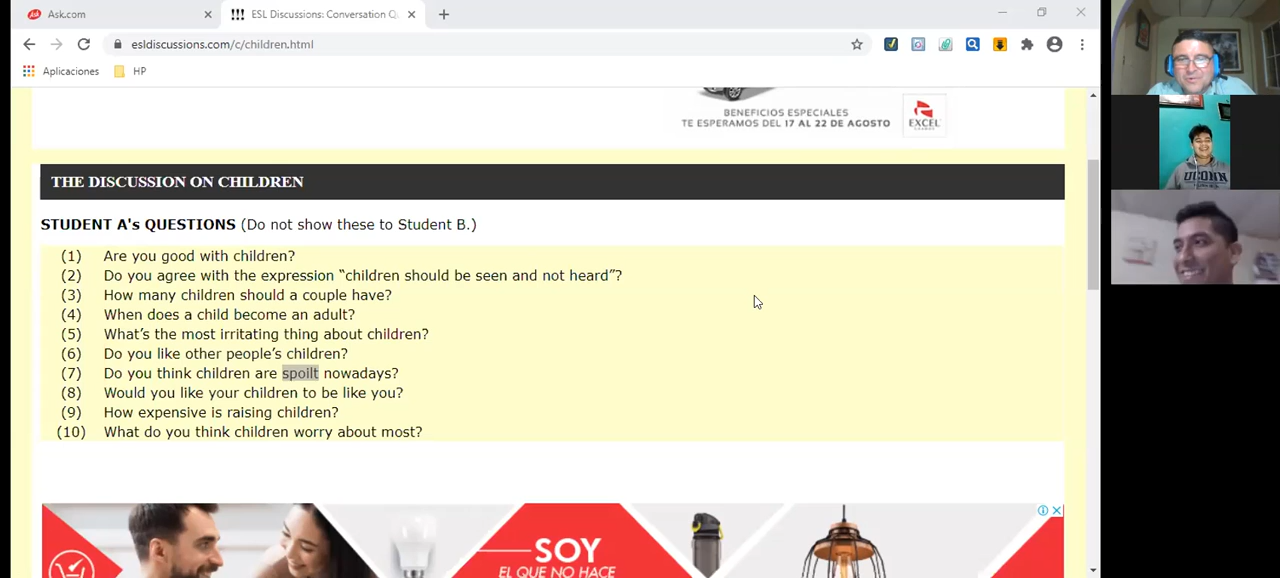 Ask.com
ESL Discussions: Conversation Q
esldiscussions.com/c/children.html
Aplicaciones
HP
BENEFICIOS ESPECIALES
TE ESPERAMOS DEL 17 AL 22 DE AGOSTO
EXCEL
THE DISCUSSION ON CHILDREN
STUDENT A's QUESTIONS (Do not show these to Student B.)
(1) Are you good with children?
(2) Do you agree with the expression “children should be seen and not heard”?
(3) How many children should a couple have?
(4) When does a child become an adult?
(5) What’s the most irritating thing about children?
(6) Do you like other people’s children?
(7) Do you think children are spoilt nowadays?
(8) Would you like your children to be like you?
(9) How expensive is raising children?
(10) What do you think children worry about most?
SOY
EL QUE NO HACE
UCONN